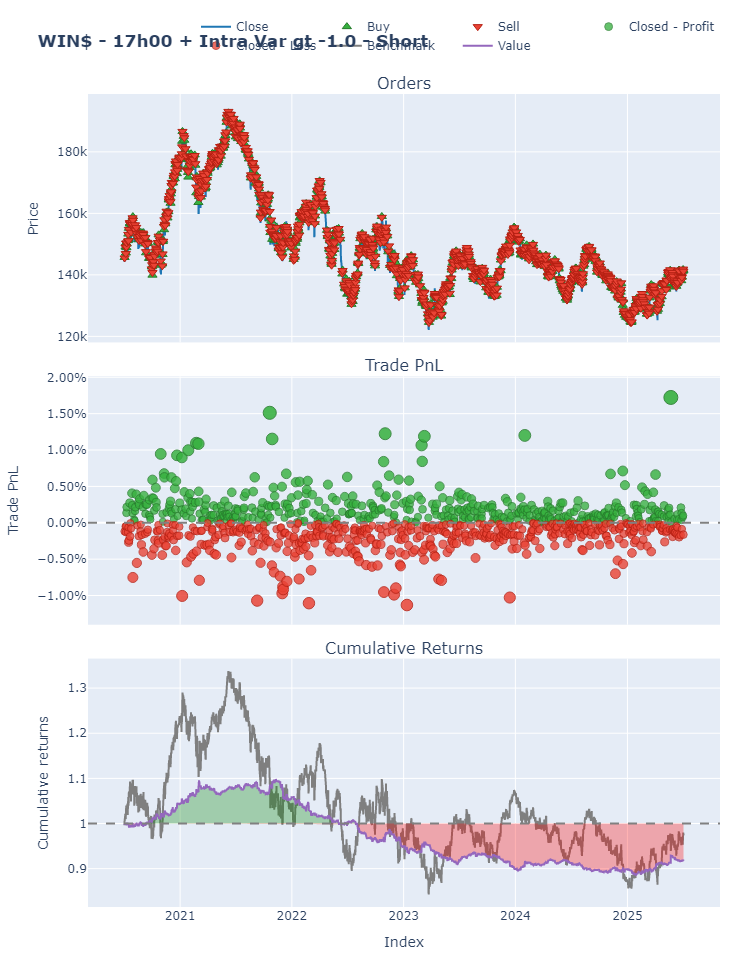 Close Buy Sell Closed - Profit
WIN$ - 17h00 + Intra Var gt -1.0 - Short
Closed - Loss Benchmark Value
Orders
180k
160k
140k
120k
Price
Trade PnL
2.00%
1.50%
1.00%
0.50%
0.00%
−0.50%
−1.00%
Trade PnL
Cumulative Returns
1.3
1.2
1.1
1
0.9
Cumulative returns
2021 2022 2023 2024 2025
Index